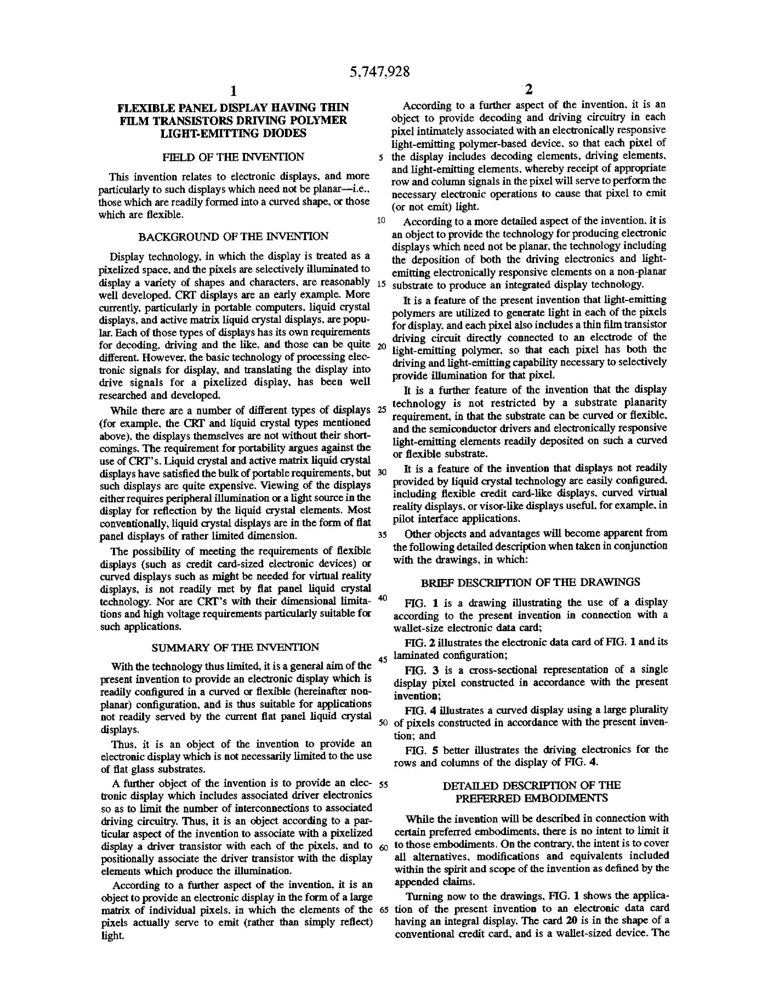 5,747,928
1
FLEXIBLE PANEL DISPLAY HAVING THIN
FILM TRANSISTORS DRIVING POLYMER
LIGHT-EMITTING DIODES
FIELD OF THE INVENTION
This invention relates to electronic displays, and more
particularly to such displays which need not be planar—i.e.,
those which are readily formed into a curved shape, or those
which are flexible.
BACKGROUND OF THE INVENTION
Display technology, in which the display is treated as a
pixelized space, and the pixels are selectively illuminated to
display a variety of shapes and characters, are reasonably
well developed. CRT displays are an early example. More
currently, particularly in portable computers, liquid crystal
displays, and active matrix liquid crystal displays, are popu-
lar. Each of those types of displays has its own requirements
for decoding, driving and the like, and those can be quite
different. However, the basic technology of processing elec-
tronic signals for display, and translating the display into
drive signals for a pixelized display, has been well
researched and developed.
While there are a number of different types of displays
(for example, the CRT and liquid crystal types mentioned
above), the displays themselves are not without their short-
comings. The requirement for portability argues against the
use of CRT's. Liquid crystal and active matrix liquid crystal
displays have satisfied the bulk of portable requirements, but
such displays are quite expensive. Viewing of the displays
either requires peripheral illumination or a light source in the
display for reflection by the liquid crystal elements. Most
conventionally, liquid crystal displays are in the form of flat
panel displays of rather limited dimension.
The possibility of meeting the requirements of flexible
displays (such as credit card-sized electronic devices) or
curved displays such as might be needed for virtual reality
displays, is not readily met by flat panel liquid crystal
technology. Nor are CRT's with their dimensional limita-
tions and high voltage requirements particularly suitable for
such applications.
SUMMARY OF THE INVENTION
With the technology thus limited, it is a general aim of the
present invention to provide an electronic display which is
readily configured in a curved or flexible (hereinafter non-
planar) configuration, and is thus suitable for applications
not readily served by the current flat panel liquid crystal
displays.
Thus, it is an object of the invention to provide an
electronic display which is not necessarily limited to the use
of flat glass substrates.
A further object of the invention is to provide an elec-
tronic display which includes associated driver electronics
so as to limit the number of interconnections to associated
driving circuitry. Thus, it is an object according to a par-
ticular aspect of the invention to associate with a pixelized
display a driver transistor with each of the pixels, and to
positionally associate the driver transistor with the display
elements which produce the illumination.
According to a further aspect of the invention, it is an
object to provide an electronic display in the form of a large
matrix of individual pixels, in which the elements of the
pixels actually serve to emit (rather than simply reflect)
light.
2
According to a further aspect of the invention, it is an
object to provide decoding and driving circuitry in each
pixel intimately associated with an electronically responsive
light-emitting polymer-based device, so that each pixel of
5 the display includes decoding elements, driving elements,
and light-emitting elements, whereby receipt of appropriate
row and column signals in the pixel will serve to perform the
necessary electronic operations to cause that pixel to emit
(or not emit) light.
10 According to a more detailed aspect of the invention, it is
an object to provide the technology for producing electronic
displays which need not be planar, the technology including
the deposition of both the driving electronics and light-
emitting electronically responsive elements on a non-planar
15 substrate to produce an integrated display technology.
It is a feature of the present invention that light-emitting
polymers are utilized to generate light in each of the pixels
for display, and each pixel also includes a thin film transistor
driving circuit directly connected to an electrode of the
20 light-emitting polymer, so that each pixel has both the
driving and light-emitting capability necessary to selectively
provide illumination for that pixel.
It is a further feature of the invention that the display
25 technology is not restricted by a substrate planarity
requirement, in that the substrate can be curved or flexible,
and the semiconductor drivers and electronically responsive
light-emitting elements readily deposited on such a curved
or flexible substrate.
30 It is a feature of the invention that displays not readily
provided by liquid crystal technology are easily configured,
including flexible credit card-like displays, curved virtual
reality displays, or visor-like displays useful, for example, in
pilot interface applications.
35 Other objects and advantages will become apparent from
the following detailed description when taken in conjunction
with the drawings, in which:
BRIEF DESCRIPTION OF THE DRAWINGS
40 FIG. 1 is a drawing illustrating the use of a display
according to the present invention in connection with a
wallet-size electronic data card;
FIG. 2 illustrates the electronic data card of FIG. 1 and its
45 laminated configuration;
FIG. 3 is a cross-sectional representation of a single
display pixel constructed in accordance with the present
invention;
FIG. 4 illustrates a curved display using a large plurality
50 of pixels constructed in accordance with the present inven-
tion; and
FIG. 5 better illustrates the driving electronics for the
rows and columns of the display of FIG. 4.
55 DETAILED DESCRIPTION OF THE
PREFERRED EMBODIMENTS
While the invention will be described in connection with
certain preferred embodiments, there is no intent to limit it
60 to those embodiments. On the contrary, the intent is to cover
all alternatives, modifications and equivalents included
within the spirit and scope of the invention as defined by the
appended claims.
Turning now to the drawings, FIG. 1 shows the applica-
65 tion of the present invention to an electronic data card
having an integral display. The card 20 is in the shape of a
conventional credit card, and is a wallet-sized device. The